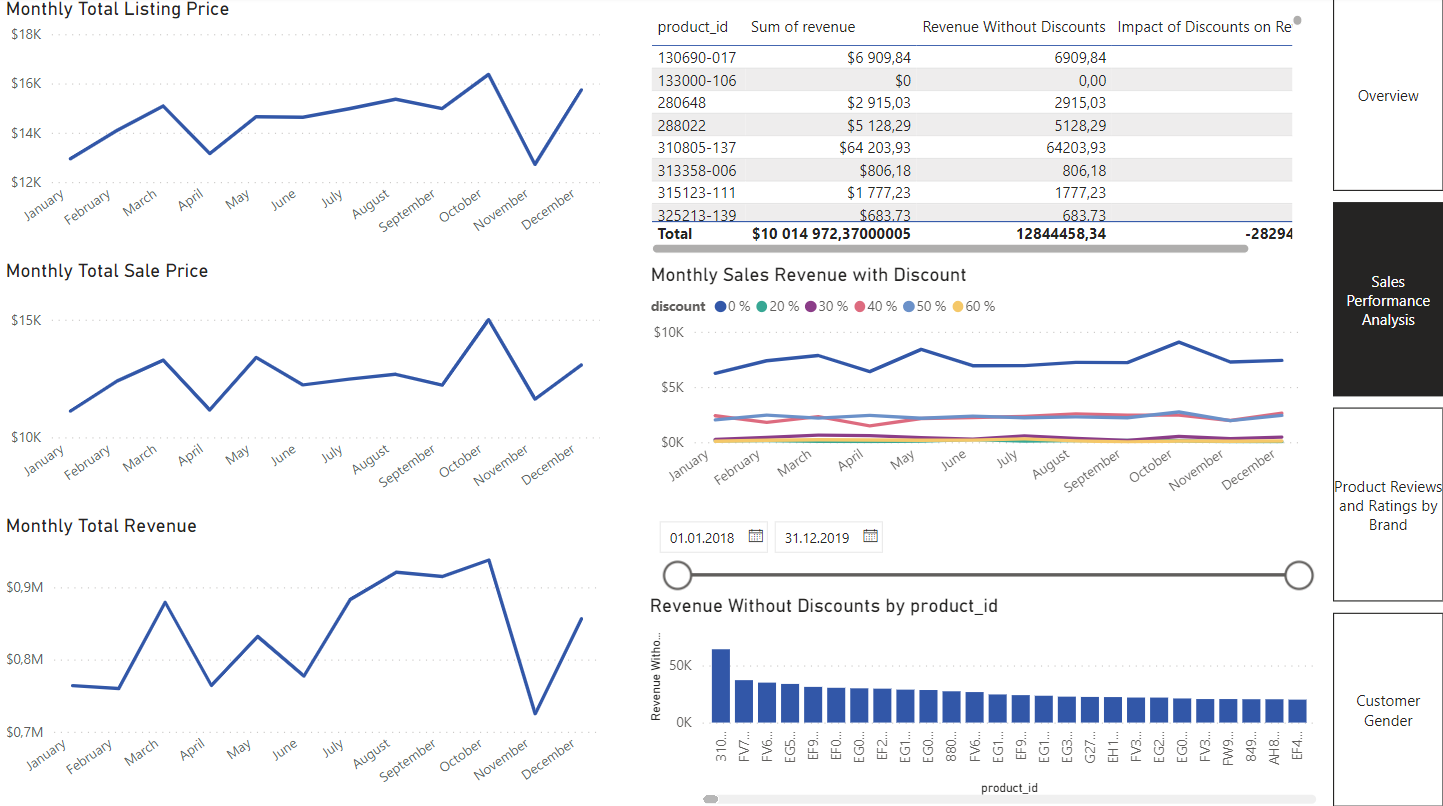 Monthly Total Listing Price
$18K
$16K
$14K
$12K
January February March April May June July August September October November December
Monthly Total Sale Price
$15K
$10K
January February March April May June July August September October November December
Monthly Total Revenue
$0,9M
$0,8M
$0,7M
January February March April May June July August September October November December
product_id Sum of revenue Revenue Without Discounts Impact of Discounts on Re
130690-017 $6 909,84 6909,84
133000-106 $0 0,00
280648 $2 915,03 2915,03
288022 $5 128,29 5128,29
310805-137 $64 203,93 64203,93
313358-006 $806,18 806,18
315123-111 $1 777,23 1777,23
325213-139 $683,73 683,73
Total $10 014 972,37000005 12844458,34 -28294
Monthly Sales Revenue with Discount
discount 0 % 20 % 30 % 40 % 50 % 60 %
$10K
$5K
$0K
January February March April May June July August September October November December
01.01.2018 31.12.2019
Revenue Without Discounts by product_id
Revenue Witho...
50K
0K
310... FV7... FV6... EG5... EF9... EF0... EG0... EF2... EG1... EG0... 880... FV6... EG1... EF9... EG1... EG3... G27... EH1... FV3... EG2... EG0... FV3... FW9... 849... AH8... EF4...
product_id
Overview
Sales
Performance
Analysis
Product Reviews
and Ratings by
Brand
Customer
Gender